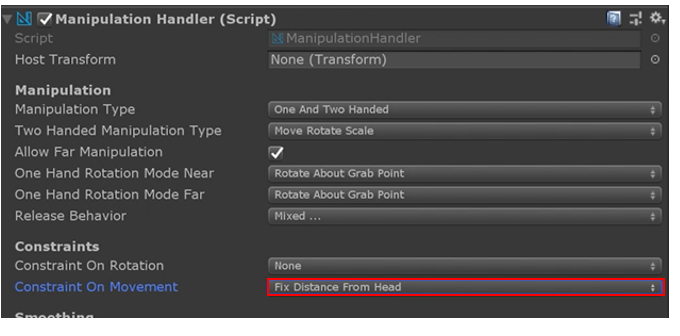 Manipulation Handler (Script)
Script ManipulationHandler
Host Transform None (Transform)
Manipulation
Manipulation Type One And Two Handed
Two Handed Manipulation Type Move Rotate Scale
Allow Far Manipulation
One Hand Rotation Mode Near Rotate About Grab Point
One Hand Rotation Mode Far Rotate About Grab Point
Release Behavior Mixed ...
Constraints
Constraint On Rotation None
Constraint On Movement Fix Distance From Head
Smoothing